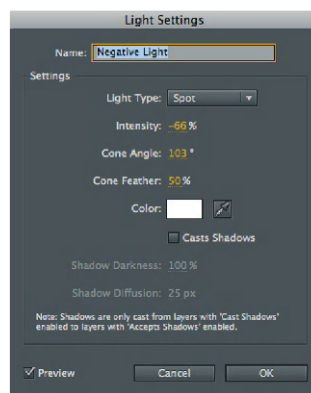 Light Settings
Name: Negative Light
Settings
Light Type: Spot
Intensity: -66 %
Cone Angle: 103 °
Cone Feather: 50 %
Color:
Casts Shadows
Shadow Darkness: 100 %
Shadow Diffusion: 25 px
Note: Shadows are only cast from layers with 'Cast Shadows'
enabled to layers with 'Accepts Shadows' enabled.
Preview Cancel OK